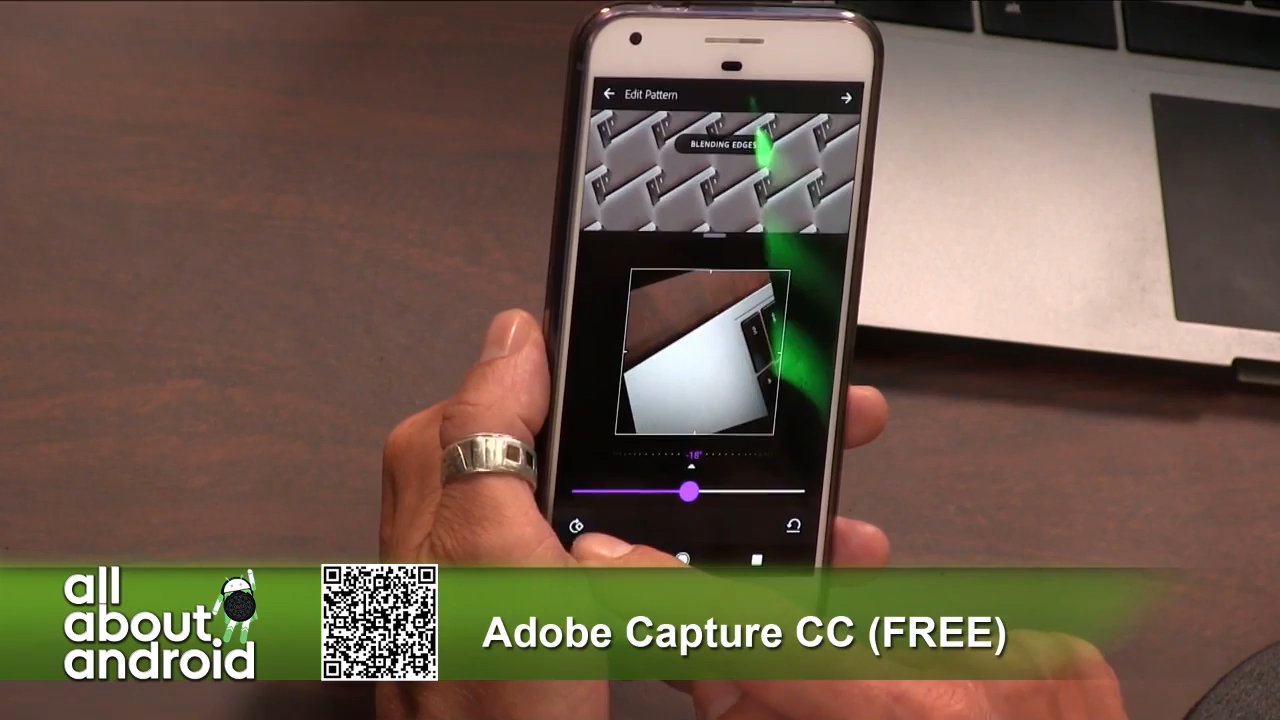 Edit Pattern
BLENDING EDGES
-18°
all
about
android
Adobe Capture CC (FREE)